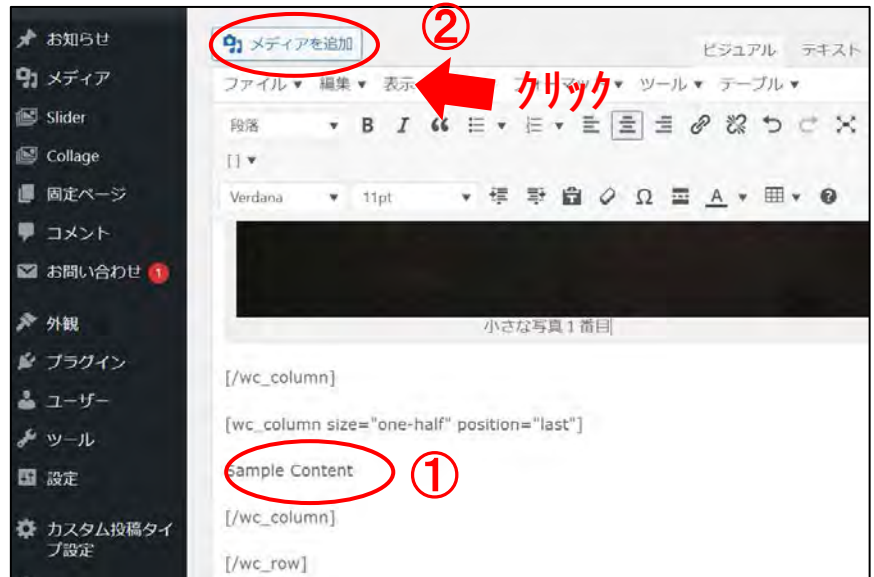 お知らせ
メディア
Slider
Collage
固定ページ
コメント
お問い合わせ 1
外観
プラグイン
ユーザー
ツール
設定
カスタム投稿タイ
プ設定
メディアを追加
②
ビジュアル テキスト
ファイル 編集 表示 ツール テーブル
クリック
段落 B I
[]
Verdana 11pt Ω A
小さな写真1番目
[/wc_column]
[wc_column size="one-half" position="last"]
Sample Content
①
[/wc_column]
[/wc_row]